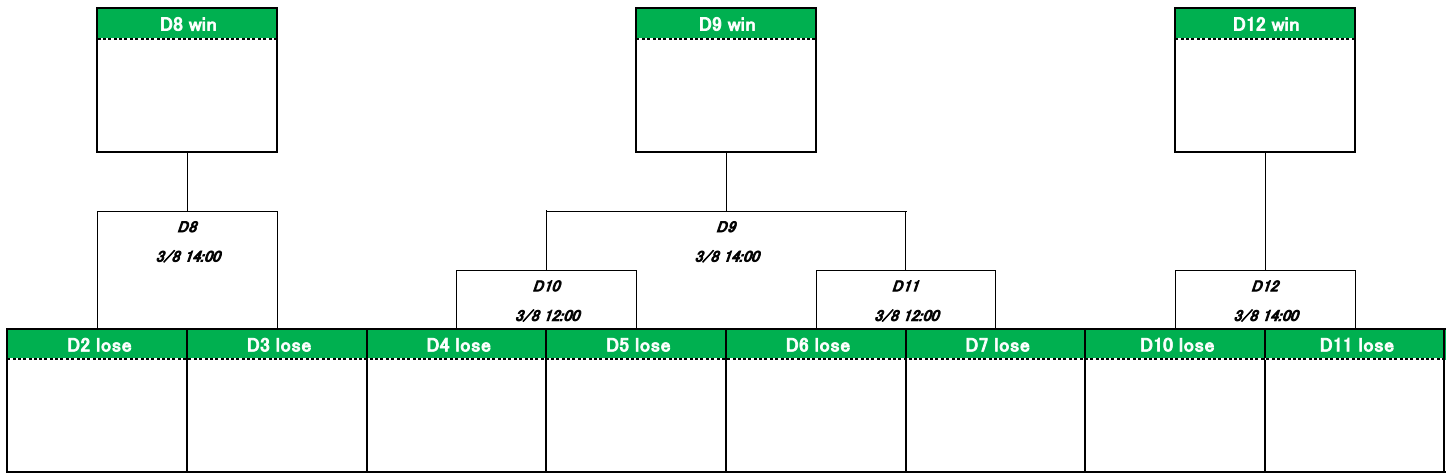 D8 win
D9 win
D12 win
D8
3/8 14:00
D9
3/8 14:00
D10
3/8 12:00
D11
3/8 12:00
D12
3/8 14:00
D2 lose
D3 lose
D4 lose
D5 lose
D6 lose
D7 lose
D10 lose
D11 lose